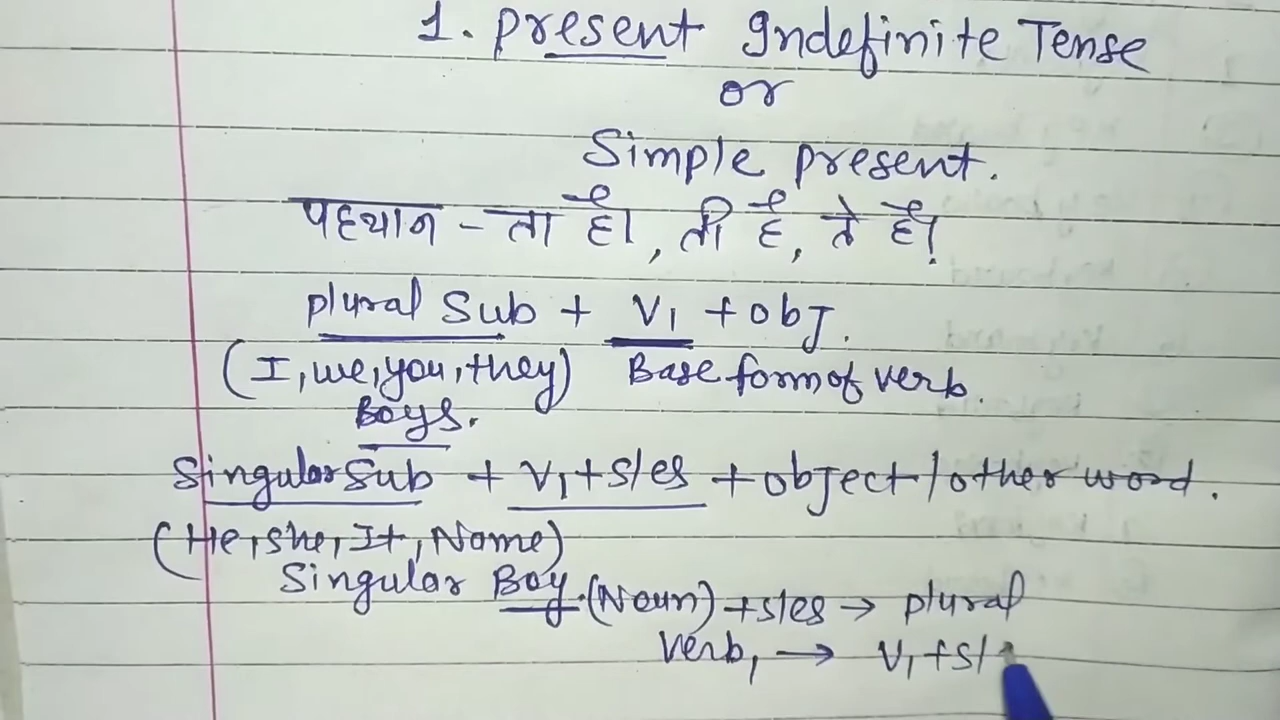 1. Present Indefinite Tense
or
Simple present.
पहचान - ता है।, ती है, ते हैं।
plural Sub + V1 + obj.
(I, we, you, they) Base form of verb.
Boys.
Singular Sub + V1+s/es + object/other word.
(He, she, It, Name)
Singular Boy. (Noun) +s/es → plural
Verb1 → V1+s/